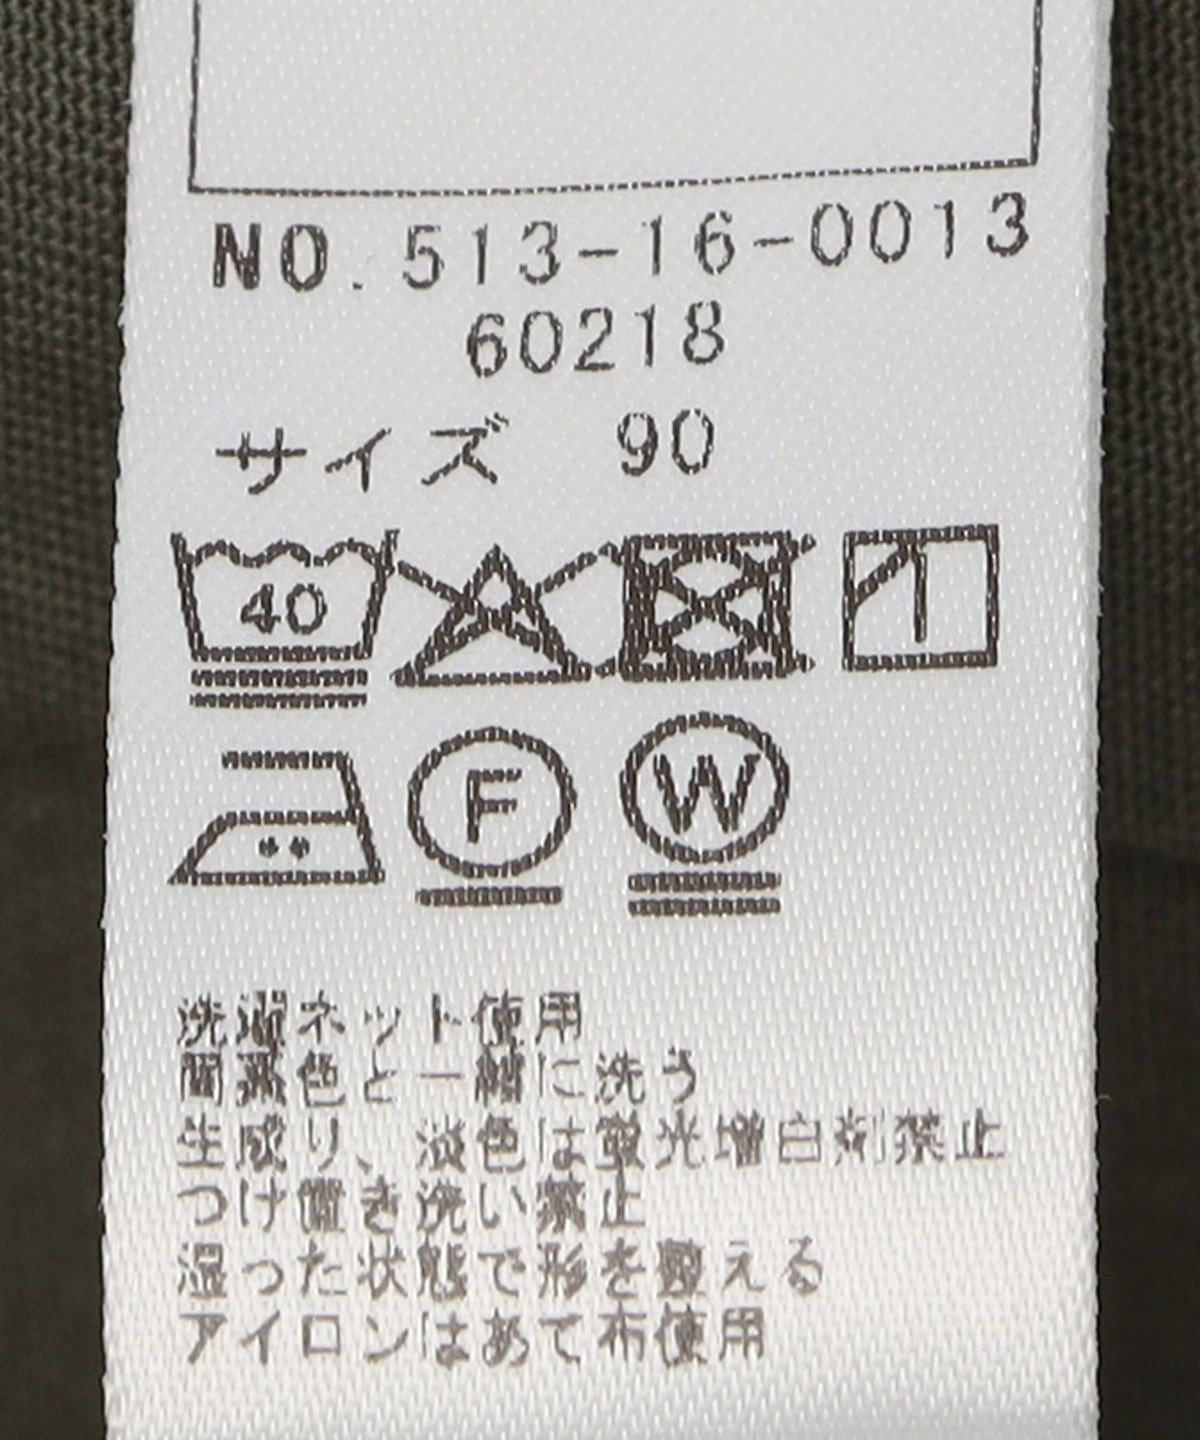 NO. 513-16-0013
60218
サイズ 90
40
F W
洗濯ネット使用
同系色と一緒に洗う
生成り、淡色は蛍光増白剤禁止
つけ置き洗い禁止
湿った状態で形を整える
アイロンはあて布使用